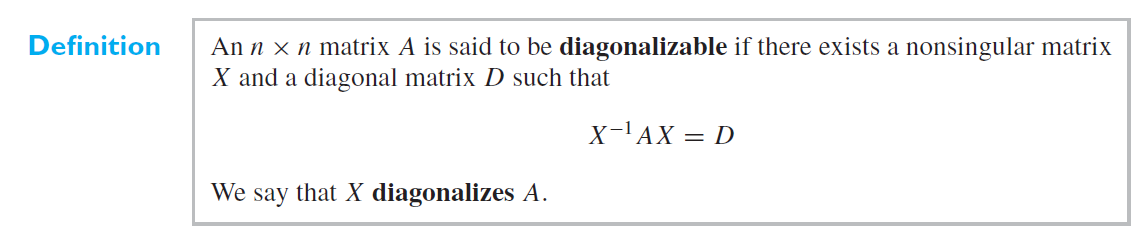 Definition
An n × n matrix A is said to be diagonalizable if there exists a nonsingular matrix
X and a diagonal matrix D such that
X⁻¹AX = D
We say that X diagonalizes A.